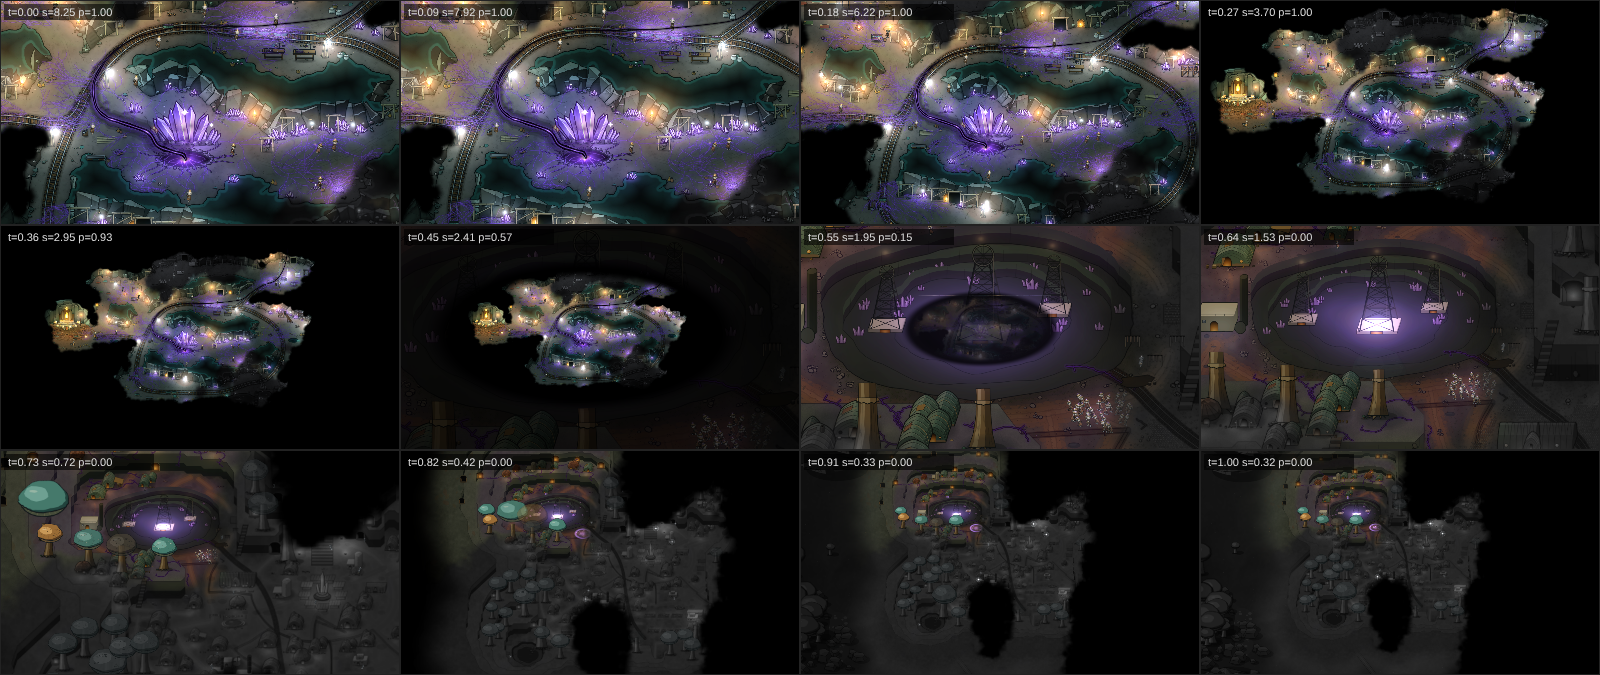 t=0.00 s=8.25 p=1.00
t=0.09 s=7.92 p=1.00
t=0.18 s=6.22 p=1.00
t=0.27 s=3.70 p=1.00
t=0.36 s=2.95 p=0.93
t=0.45 s=2.41 p=0.57
t=0.55 s=1.95 p=0.15
t=0.64 s=1.53 p=0.00
t=0.73 s=0.72 p=0.00
t=0.82 s=0.42 p=0.00
t=0.91 s=0.33 p=0.00
t=1.00 s=0.32 p=0.00